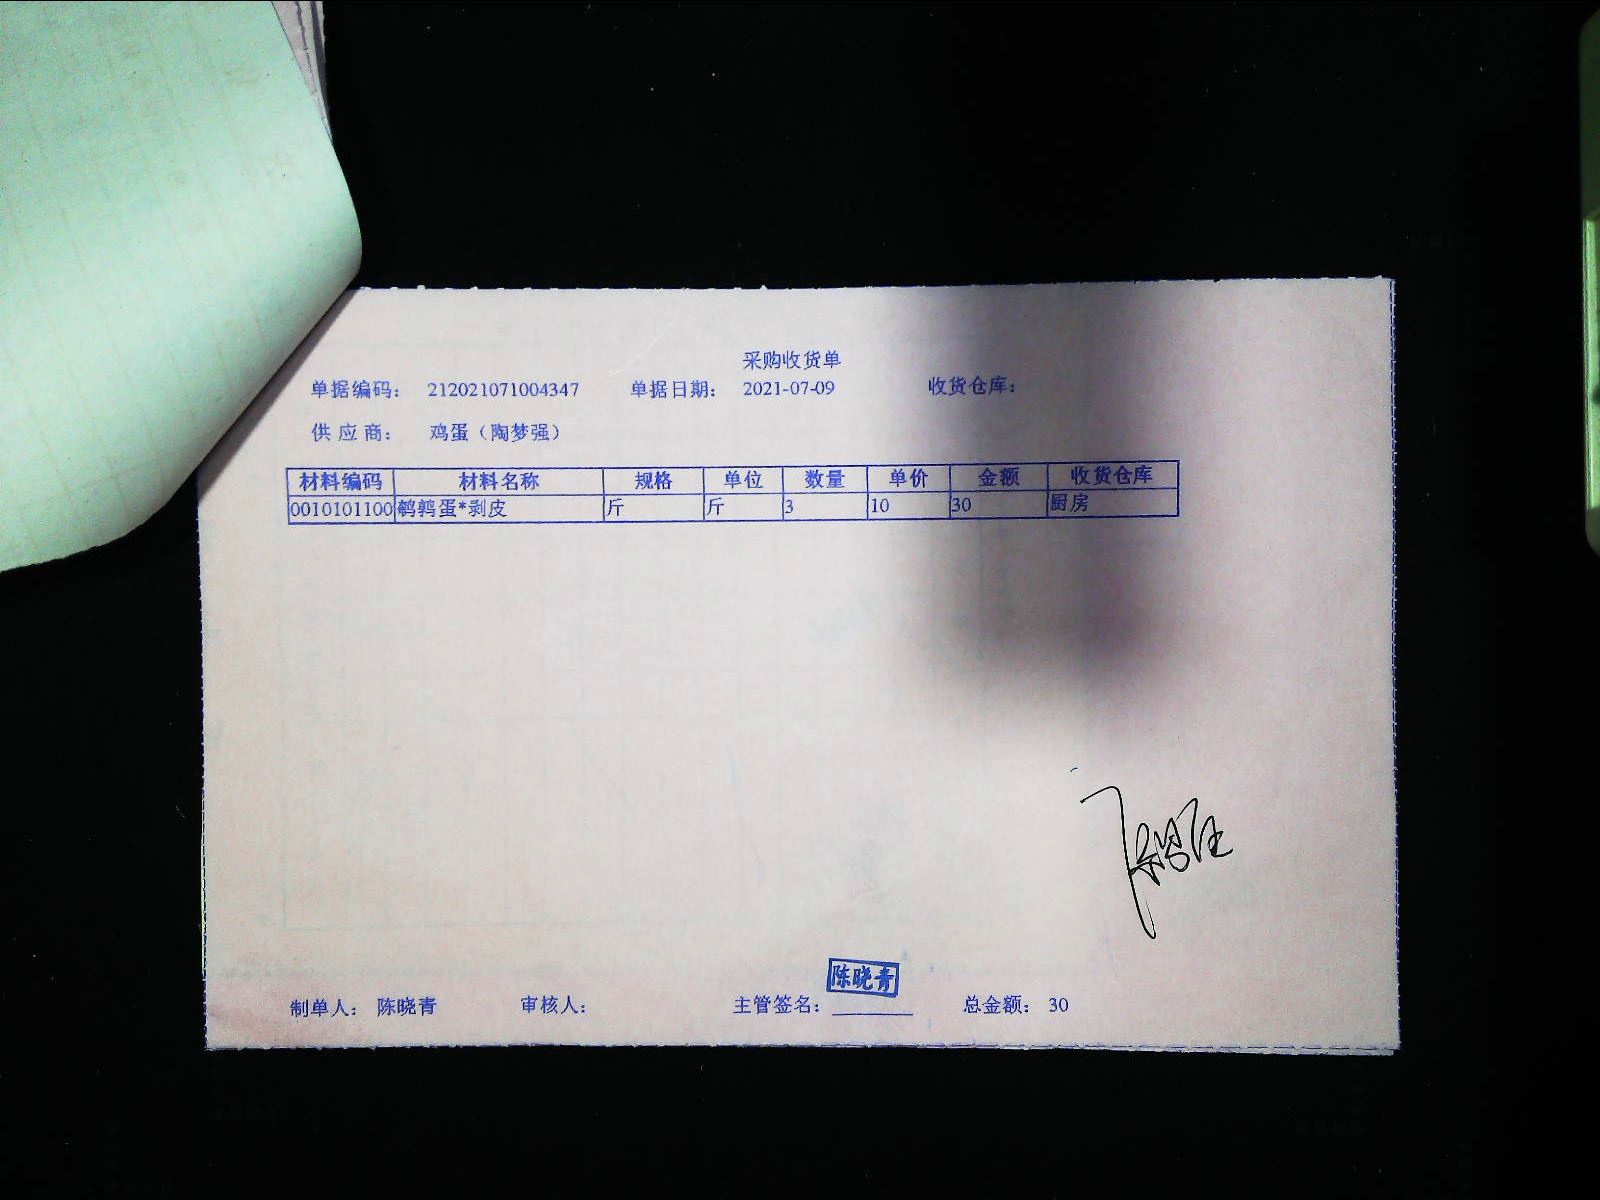 采购收货单
单据编码： 212021071004347 单据日期： 2021-07-09 收货仓库：
供应商： 鸡蛋（陶梦强）
材料编码 材料名称 规格 单位 数量 单价 金额 收货仓库
0010101100 鹌鹑蛋*剥皮 斤 斤 3 10 30 厨房
陈晓青
制单人： 陈晓青 审核人： 主管签名： 总金额： 30